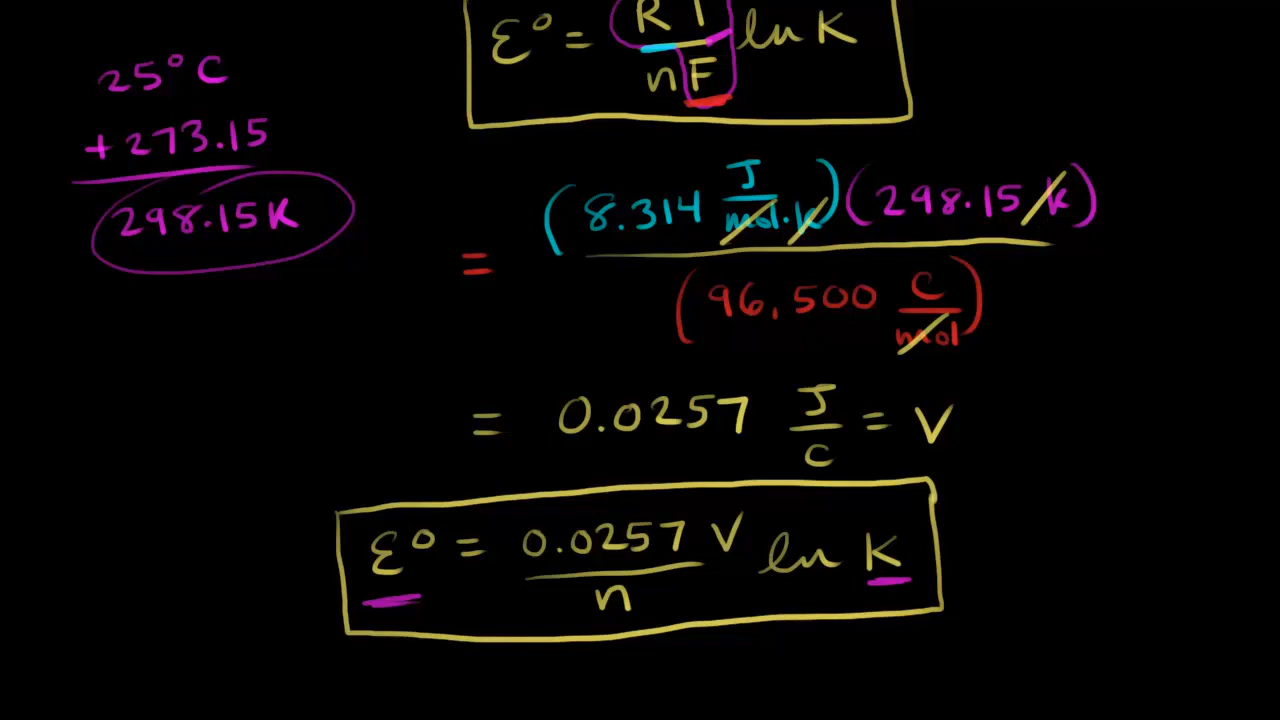 25°C
+273.15
298.15K
ε° = RT/nF ln K
= (8.314 J/mol·K)(298.15 K)/(96,500 C/mol)
= 0.0257 J/C = V
ε° = 0.0257 V/n ln K